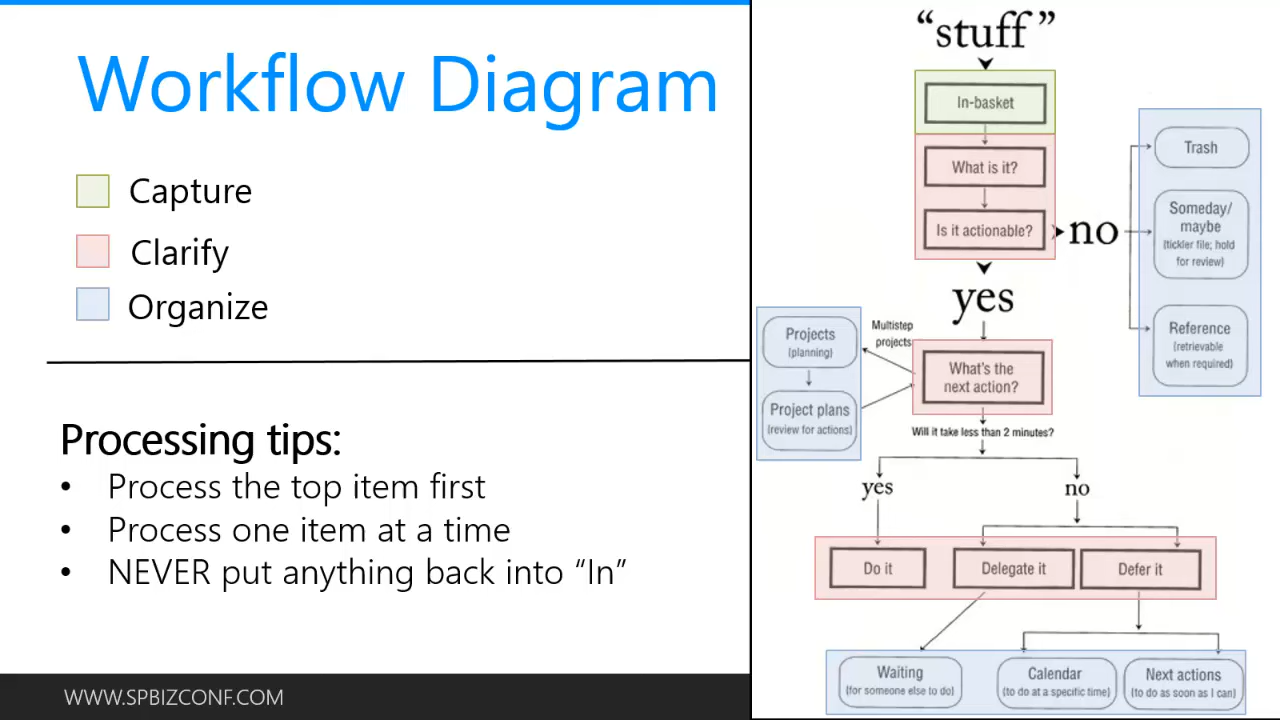 Workflow Diagram
Capture
Clarify
Organize
Processing tips:
• Process the top item first
• Process one item at a time
• NEVER put anything back into “In”
WWW.SPBIZCONF.COM
“stuff”
In-basket
What is it?
Is it actionable?
no
Trash
Someday/
maybe
(tickler file; hold
for review)
Reference
(retrievable
when required)
yes
Multistep
projects
Projects
(planning)
Project plans
(review for actions)
What's the
next action?
Will it take less than 2 minutes?
yes
no
Do it
Delegate it
Defer it
Waiting
(for someone else to do)
Calendar
(to do at a specific time)
Next actions
(to do as soon as I can)